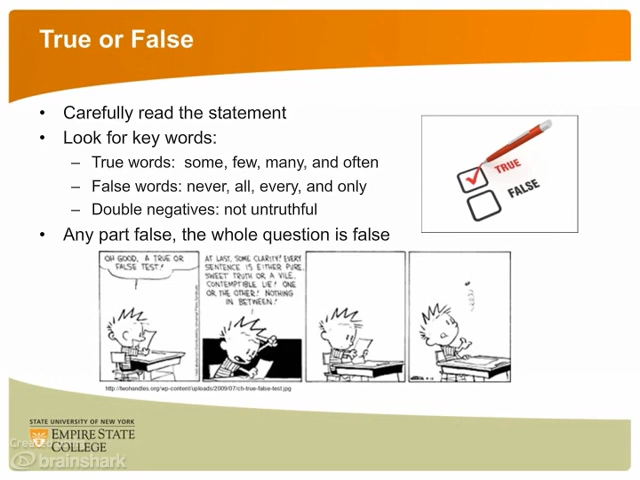 True or False
• Carefully read the statement
• Look for key words:
– True words: some, few, many, and often
– False words: never, all, every, and only
– Double negatives: not untruthful
• Any part false, the whole question is false
TRUE
FALSE
OH GOOD, A TRUE OR
FALSE TEST!
AT LAST, SOME CLARITY! EVERY
SENTENCE IS EITHER PURE,
SWEET TRUTH OR A VILE,
CONTEMPTIBLE LIE! ONE
OR THE OTHER! NOTHING
IN BETWEEN!
http://twohandles.org/wp-content/uploads/2009/07/ch-true-false-test.jpg
STATE UNIVERSITY OF NEW YORK
EMPIRE STATE
COLLEGE
brainshark